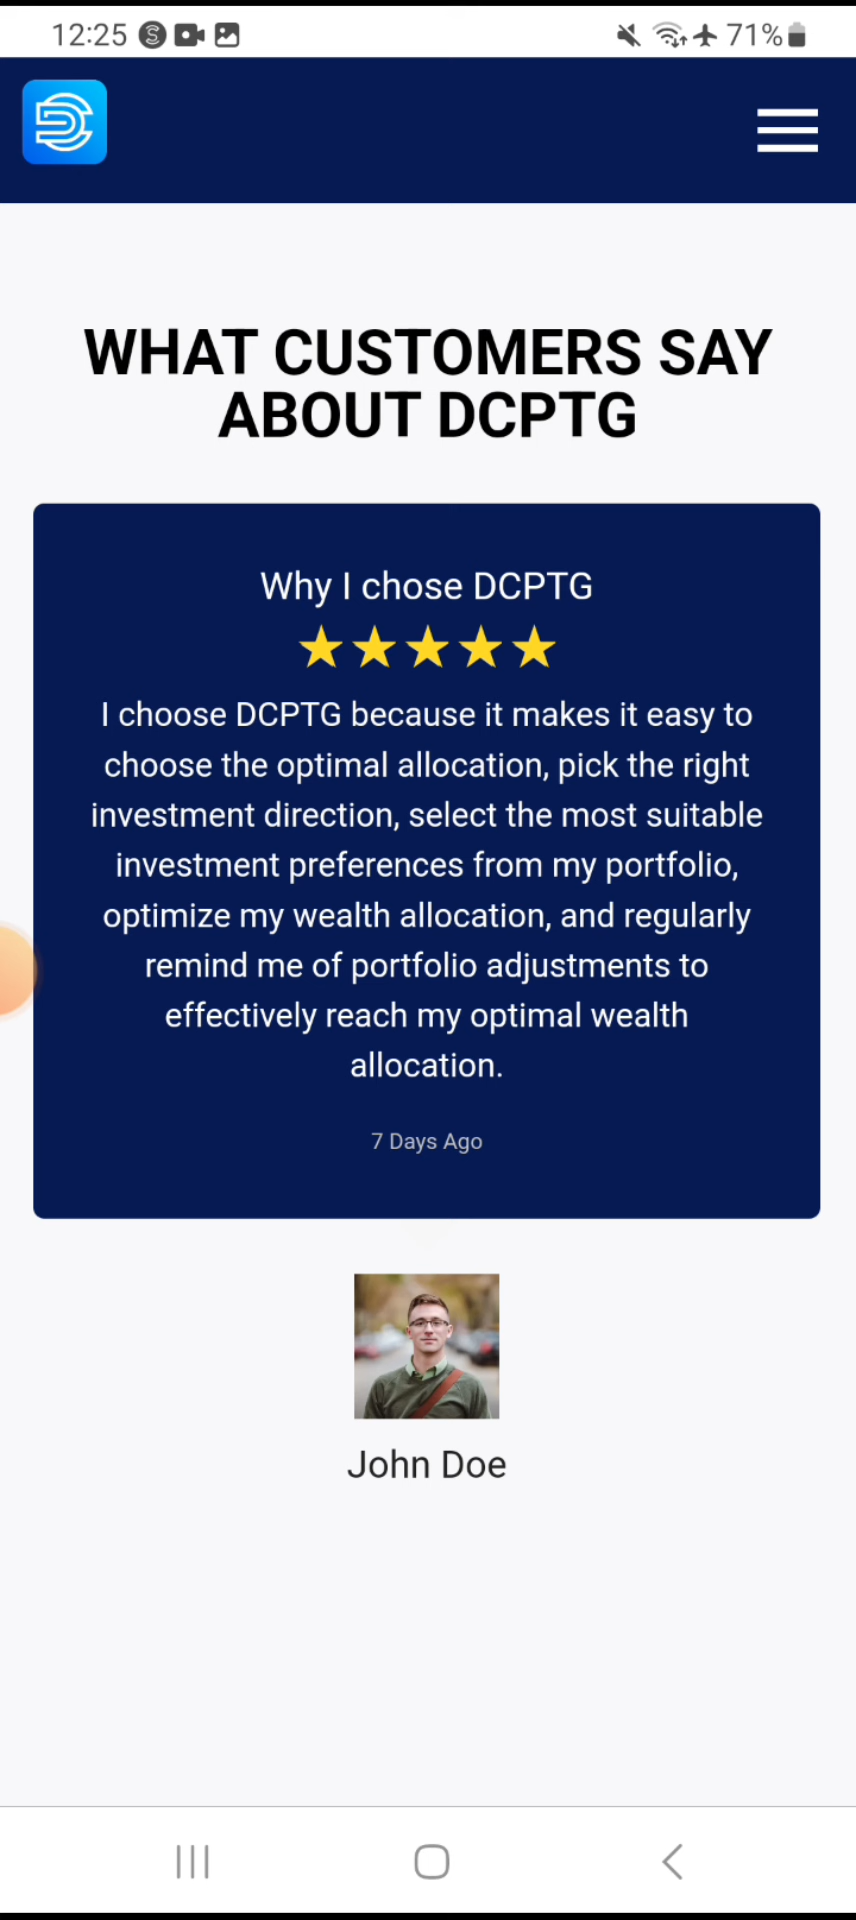 12:25
71%
WHAT CUSTOMERS SAY
ABOUT DCPTG
Why I chose DCPTG
I choose DCPTG because it makes it easy to
choose the optimal allocation, pick the right
investment direction, select the most suitable
investment preferences from my portfolio,
optimize my wealth allocation, and regularly
remind me of portfolio adjustments to
effectively reach my optimal wealth
allocation.
7 Days Ago
John Doe